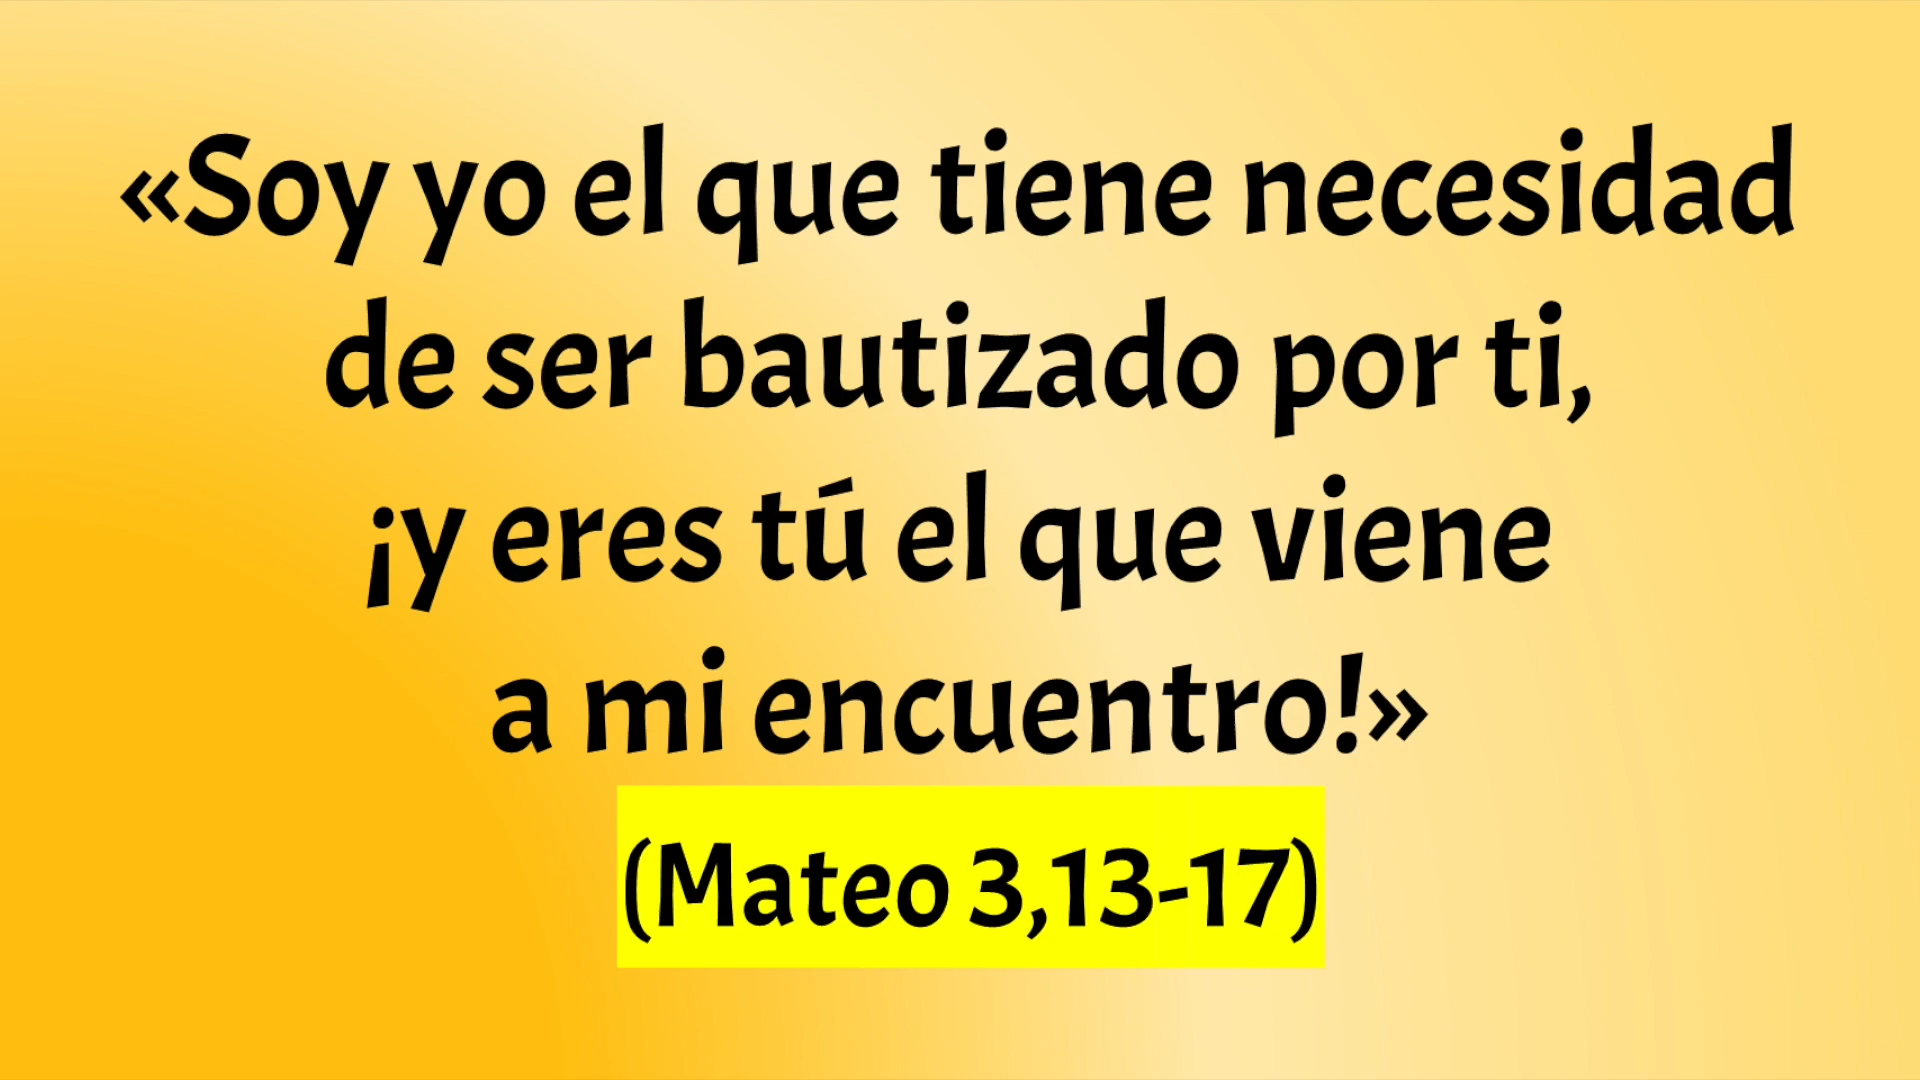 «Soy yo el que tiene necesidad
de ser bautizado por ti,
¡y eres tú el que viene
a mi encuentro!»
(Mateo 3,13-17)